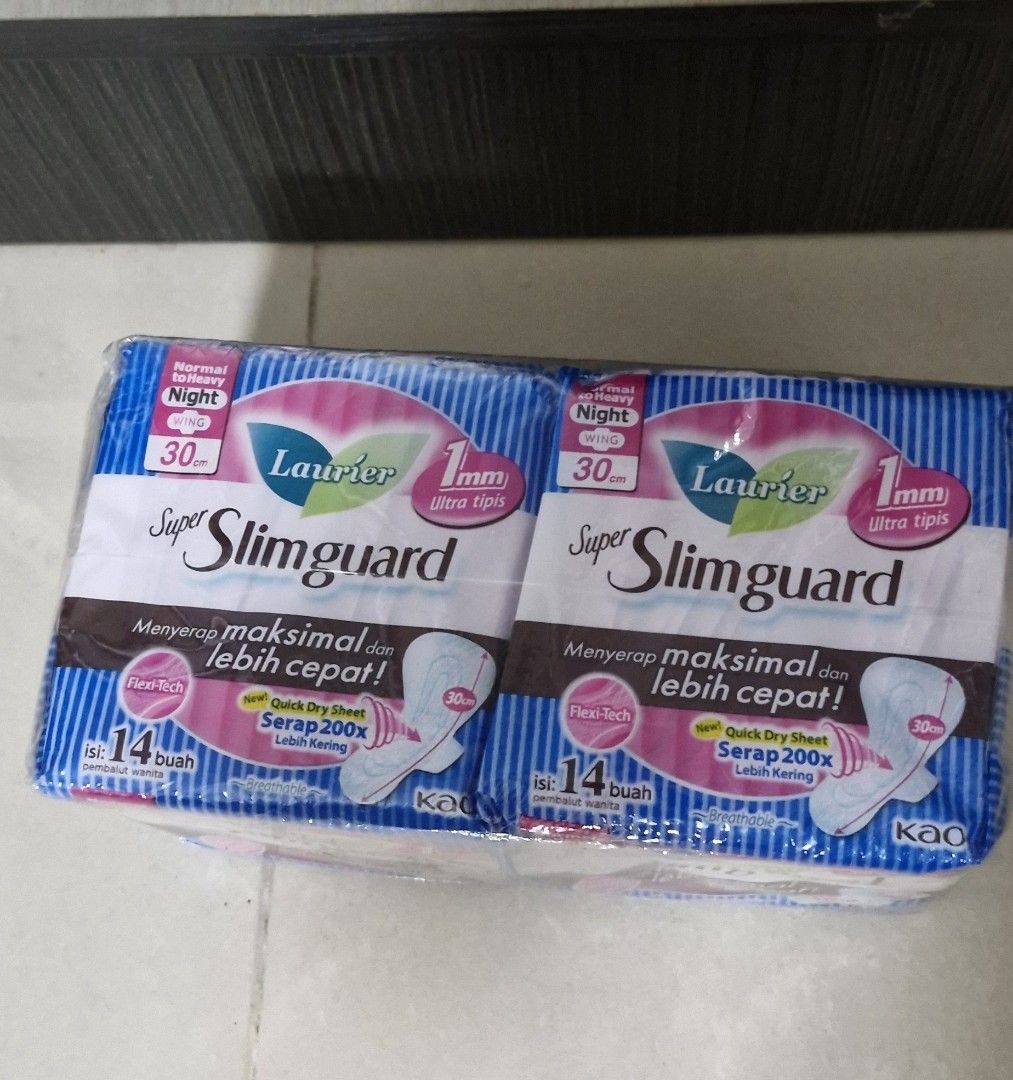 Normal
to Heavy
Night
WING
30cm
Laurier
1mm
Ultra tipis
Super Slimguard
Menyerap maksimal dan
lebih cepat!
Flexi-Tech
New! Quick Dry Sheet
Serap 200x
Lebih Kering
30cm
isi: 14 buah
pembalut wanita
~Breathable~
Kao
Normal
to Heavy
Night
WING
30cm
Laurier
1mm
Ultra tipis
Super Slimguard
Menyerap maksimal dan
lebih cepat!
Flexi-Tech
New! Quick Dry Sheet
Serap 200x
Lebih Kering
30cm
isi: 14 buah
pembalut wanita
~Breathable~
Kao